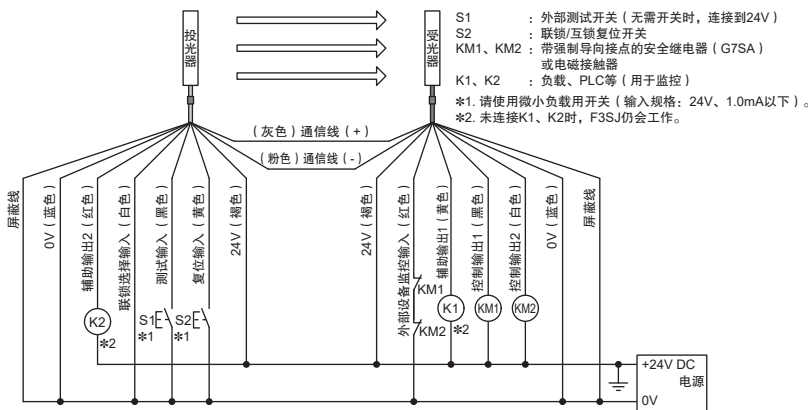 投光器
受光器
S1 : 外部测试开关（无需开关时，连接到24V）
S2 : 联锁/互锁复位开关
KM1、KM2 : 带强制导向接点的安全继电器（G7SA）
或电磁接触器
K1、K2 : 负载、PLC等（用于监控）
*1. 请使用微小负载用开关（输入规格：24V、1.0mA以下）。
*2. 未连接K1、K2时，F3SJ仍会工作。
（灰色）通信线（+）
（粉色）通信线（-）
屏蔽线
0V（蓝色）
辅助输出2（红色）
联锁选择输入（白色）
测试输入（黑色）
复位输入（黄色）
24V（褐色）
24V（褐色）
外部设备监控输入（红色）
辅助输出1（黄色）
控制输出1（黑色）
控制输出2（白色）
0V（蓝色）
屏蔽线
KM1
KM2
K2
*2
S1
*1
S2
*1
K1
*2
KM1
KM2
+24V DC
电源
0V